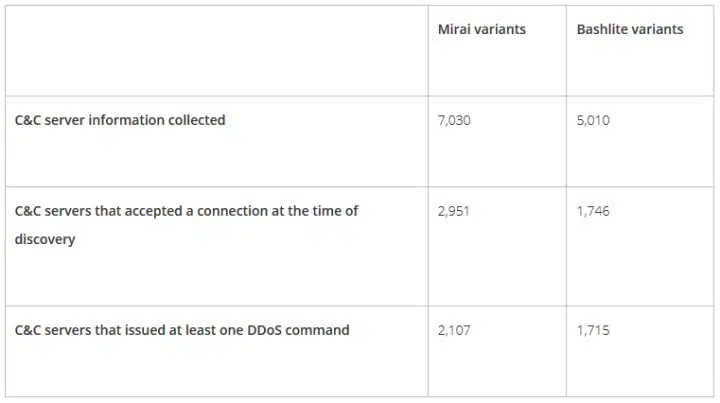 Mirai variants
Bashlite variants
C&C server information collected
7,030
5,010
C&C servers that accepted a connection at the time of
discovery
2,951
1,746
C&C servers that issued at least one DDoS command
2,107
1,715